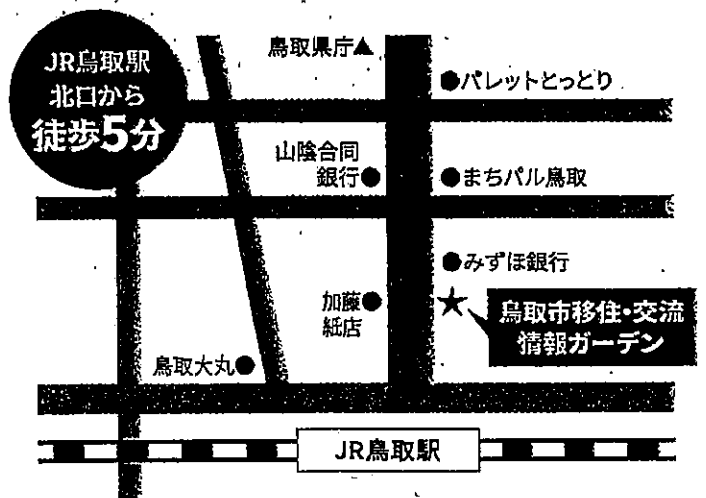 JR鳥取駅
北口から
徒歩5分
鳥取県庁▲
●パレットとっとり
山陰合同
銀行●
●まちパル鳥取
●みずほ銀行
加藤●
紙店
★
鳥取市移住・交流
情報ガーデン
鳥取大丸●
JR鳥取駅